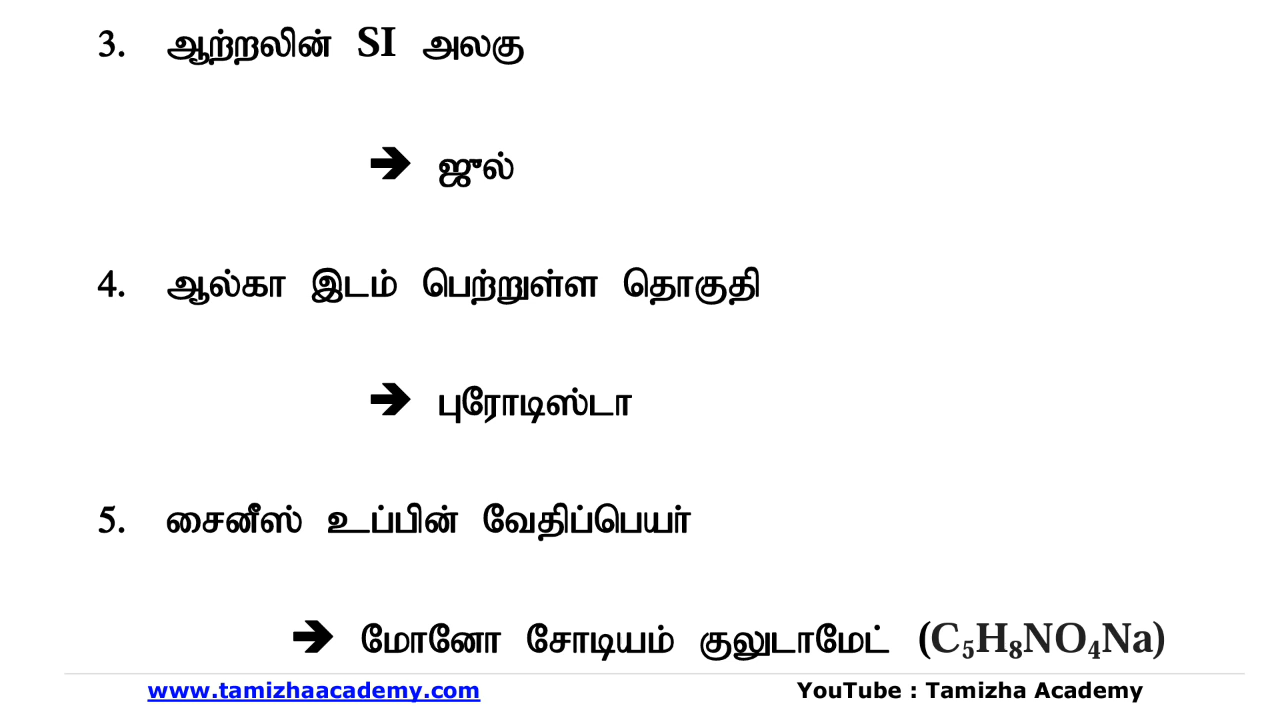 3. ஆற்றலின் SI அலகு
➔ ஜுல்
4. ஆல்கா இடம் பெற்றுள்ள தொகுதி
➔ புரோடிஸ்டா
5. சைனீஸ் உப்பின் வேதிப்பெயர்
➔ மோனோ சோடியம் குலுடாமேட் (C₅H₈NO₄Na)
www.tamizhaacademy.com YouTube : Tamizha Academy